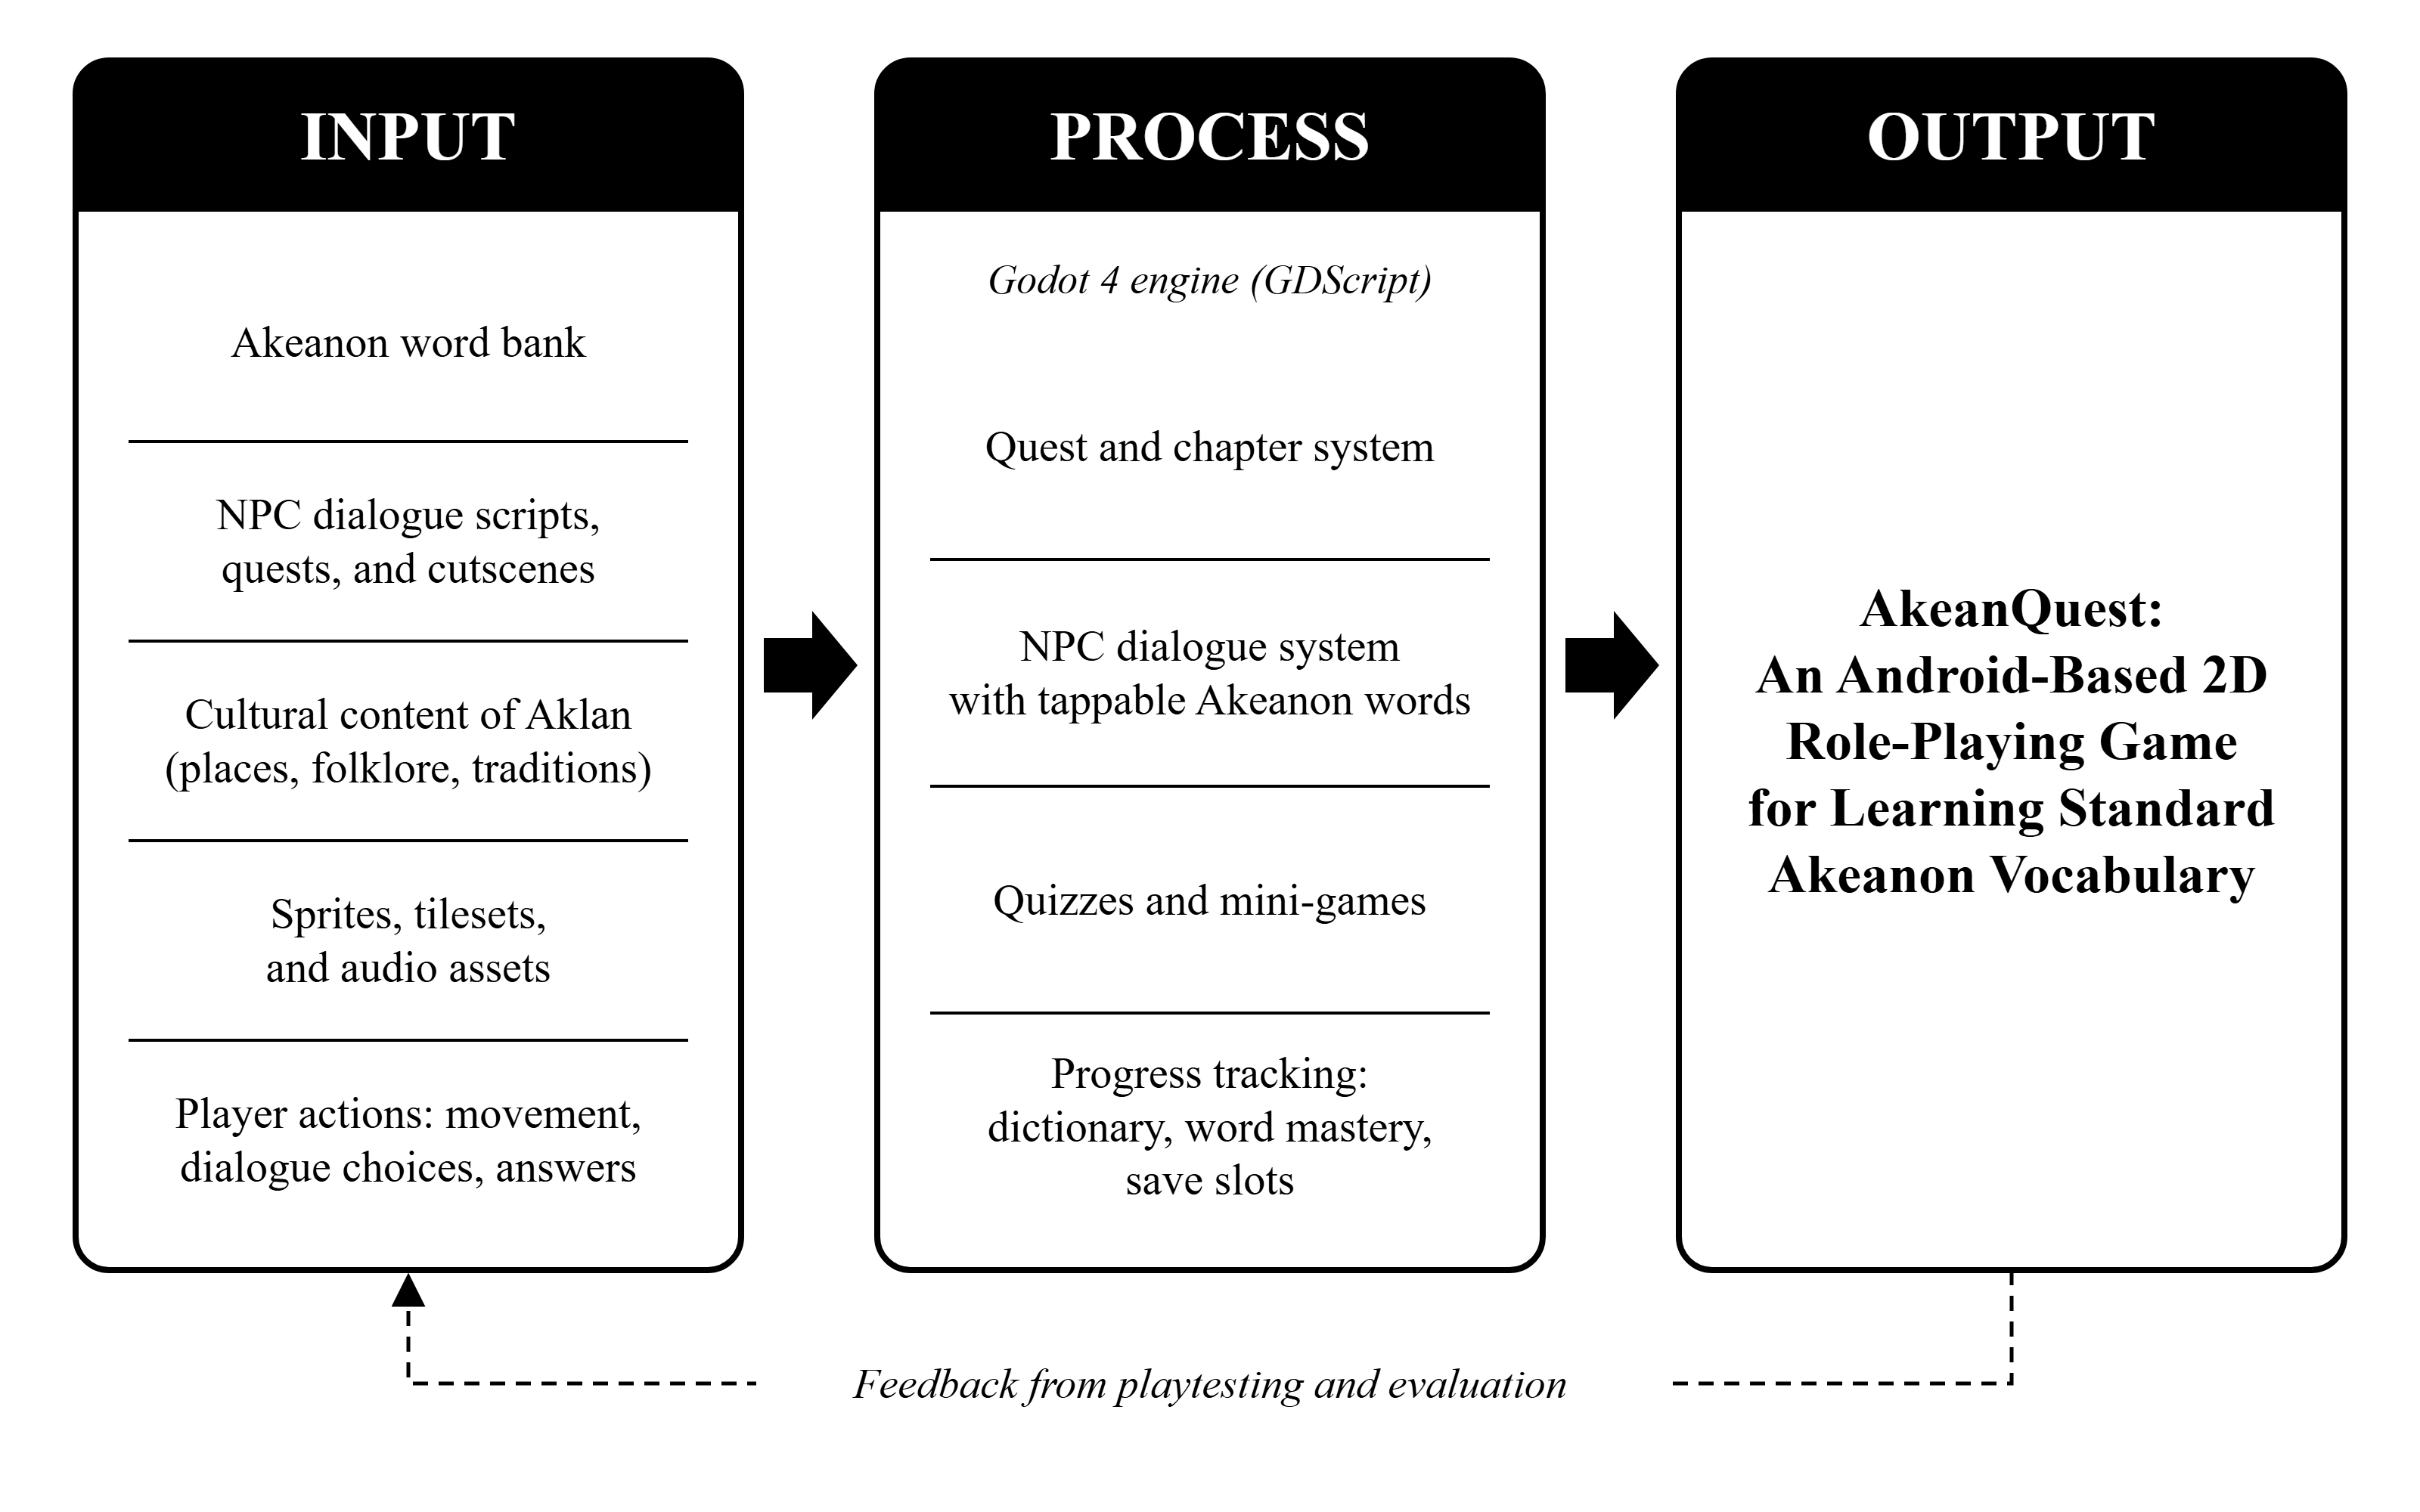 INPUT
Akeanon word bank
NPC dialogue scripts,
quests, and cutscenes
Cultural content of Aklan
(places, folklore, traditions)
Sprites, tilesets,
and audio assets
Player actions: movement,
dialogue choices, answers
PROCESS
Godot 4 engine (GDScript)
Quest and chapter system
NPC dialogue system
with tappable Akeanon words
Quizzes and mini-games
Progress tracking:
dictionary, word mastery,
save slots
OUTPUT
AkeanQuest:
An Android-Based 2D
Role-Playing Game
for Learning Standard
Akeanon Vocabulary
Feedback from playtesting and evaluation